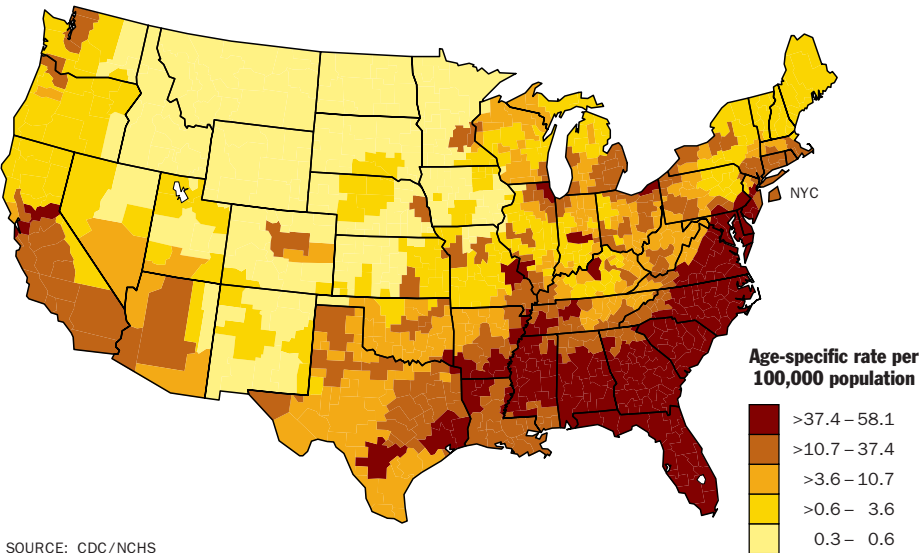 NYC
Age-specific rate per
100,000 population
>37.4 – 58.1
>10.7 – 37.4
>3.6 – 10.7
>0.6 – 3.6
0.3 – 0.6
SOURCE: CDC/NCHS